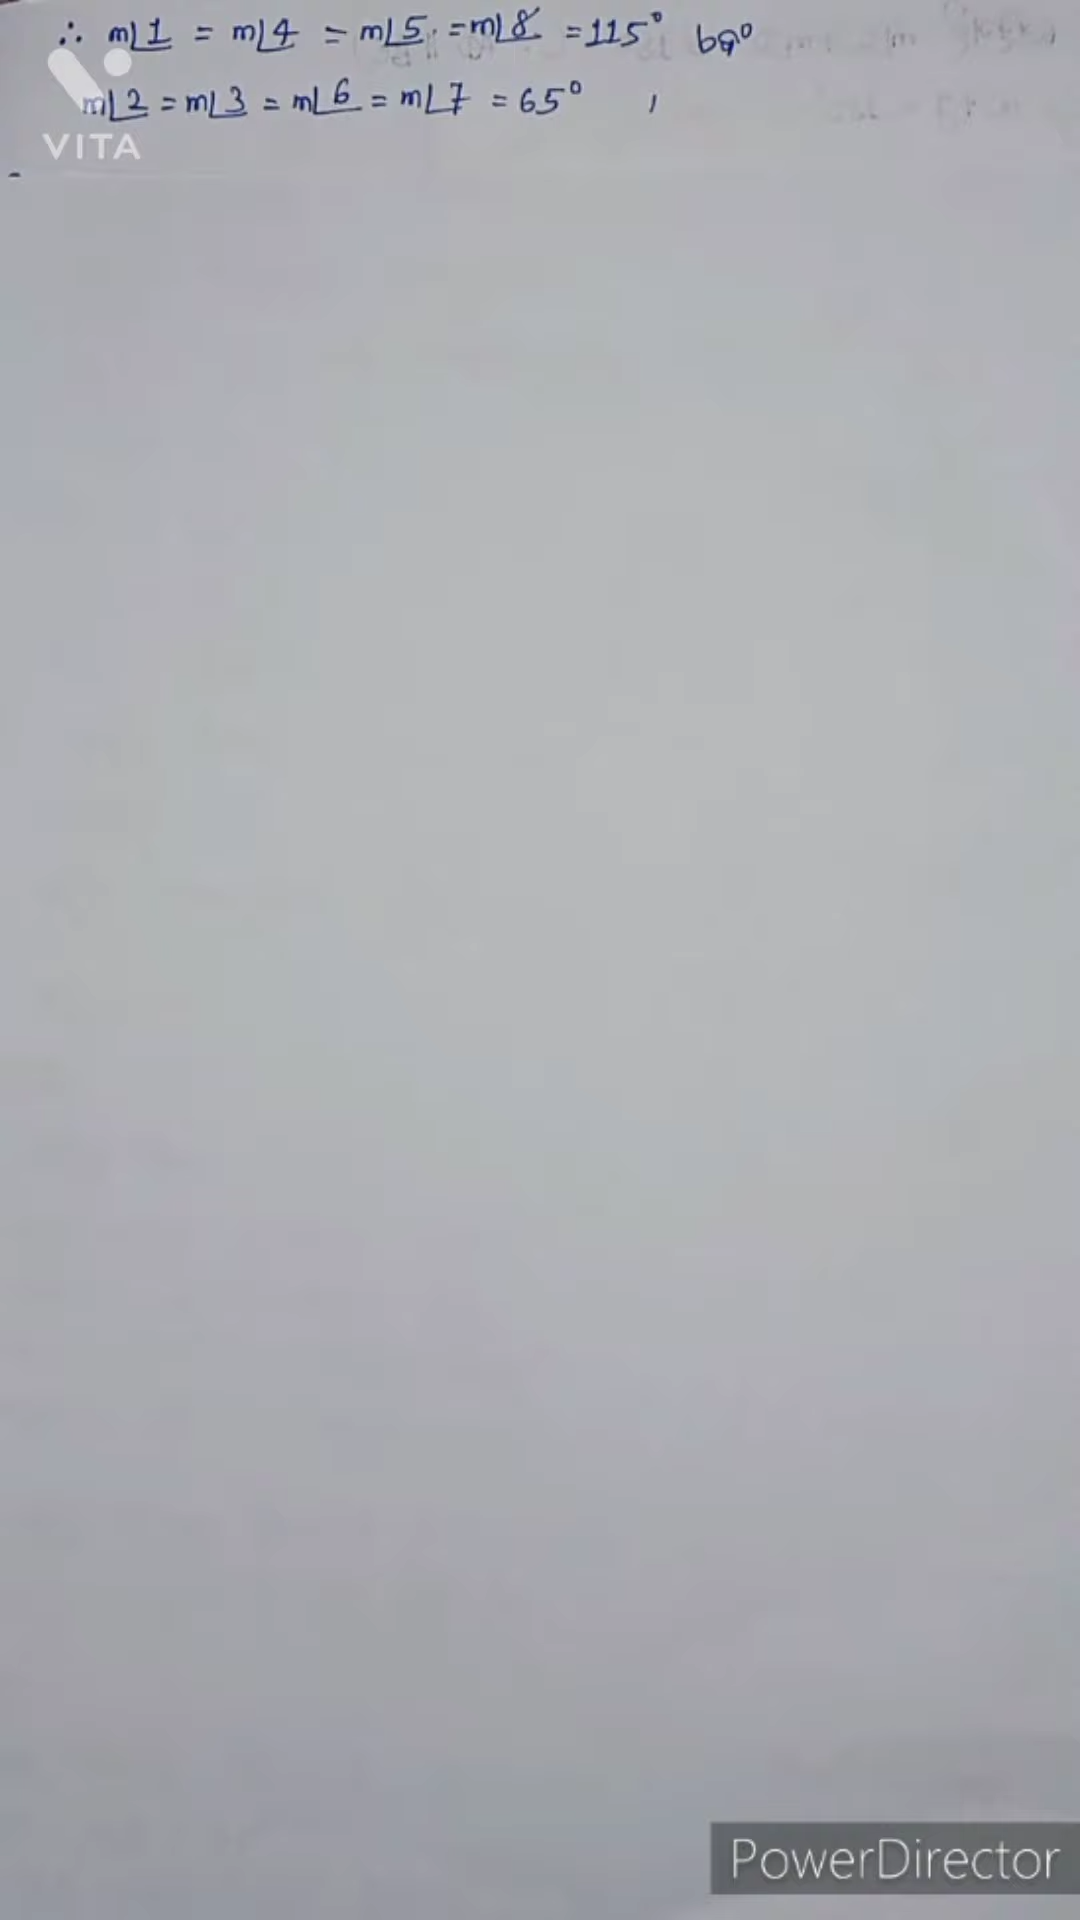 ∴ m∠1 = m∠4 = m∠5 = m∠8 = 115°
m∠2 = m∠3 = m∠6 = m∠7 = 65°
VITA
PowerDirector